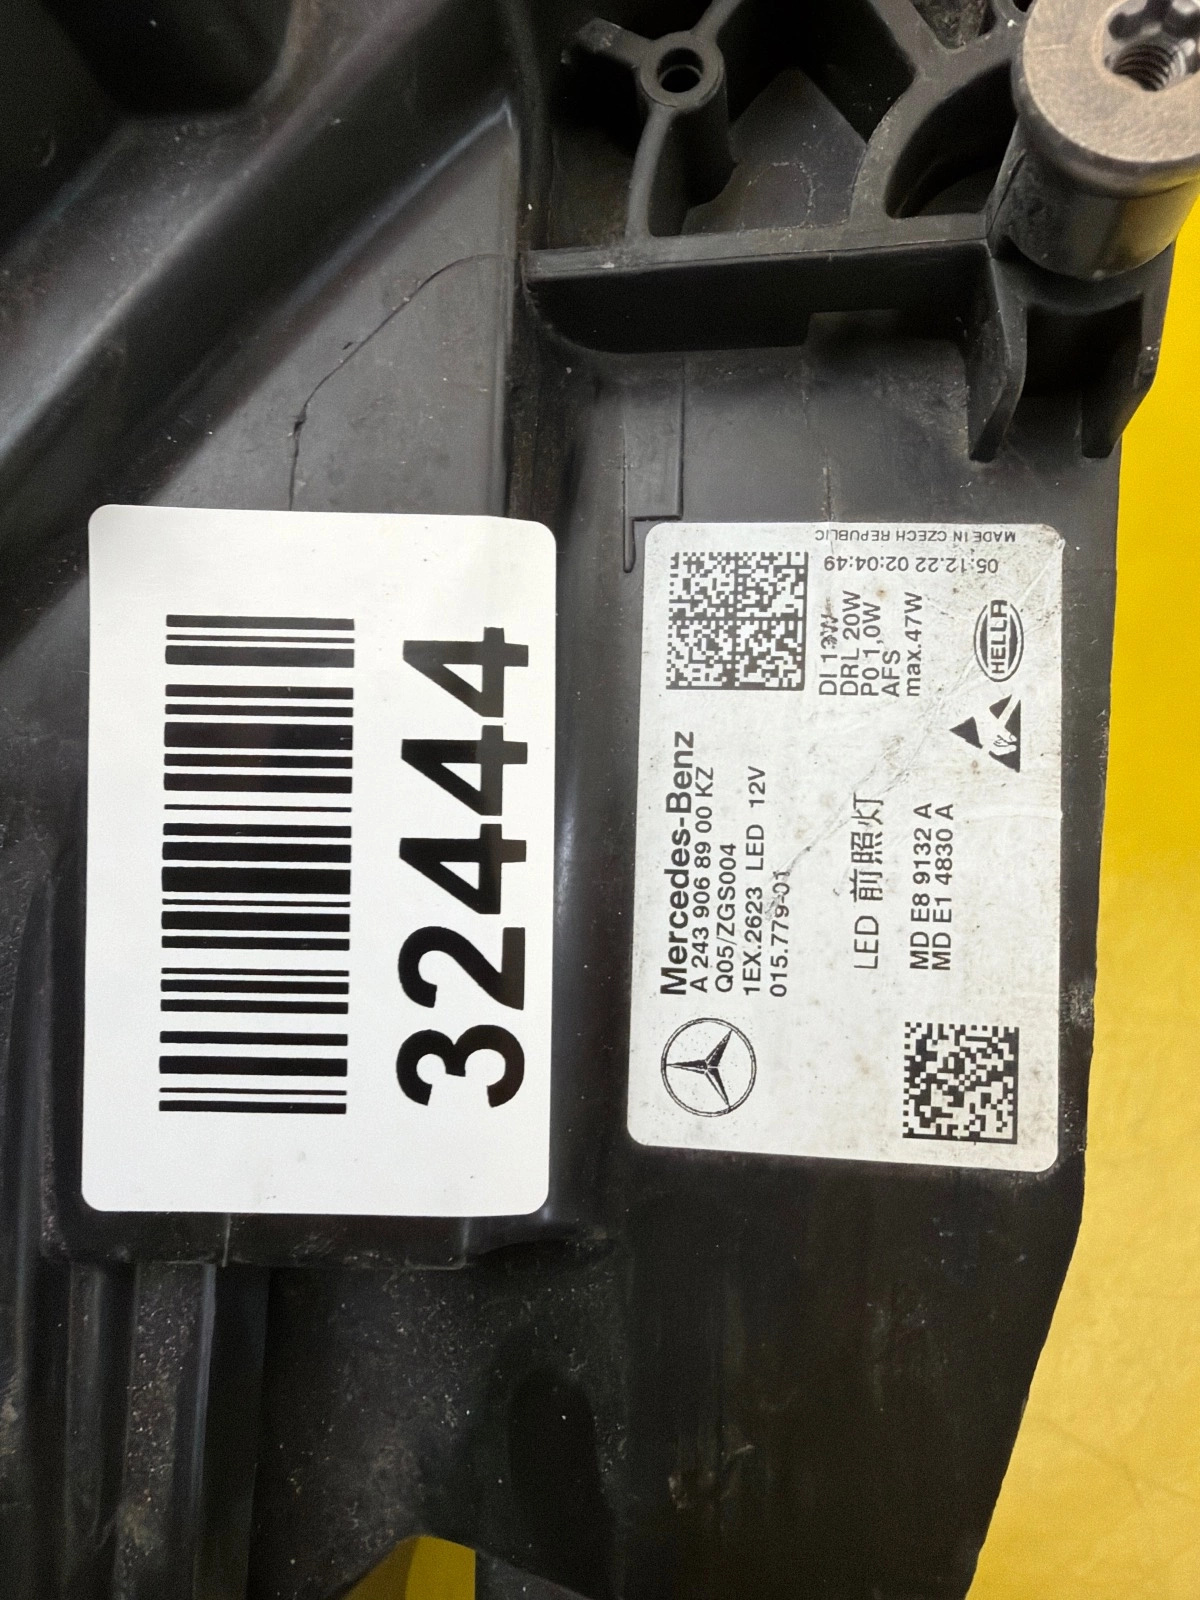 32444
Mercedes-Benz
A 243 906 89 00 KZ
Q05/ZGS004
1EX.2623 LED 12V
015.779-01
LED 前照灯
MD E8 9132 A
MD E1 4830 A
DI 13W
DRL 20W
P0 1,0W
AFS
max.47W
HELLA
05.12.22 02:04:49
MADE IN CZECH REPUBLIC